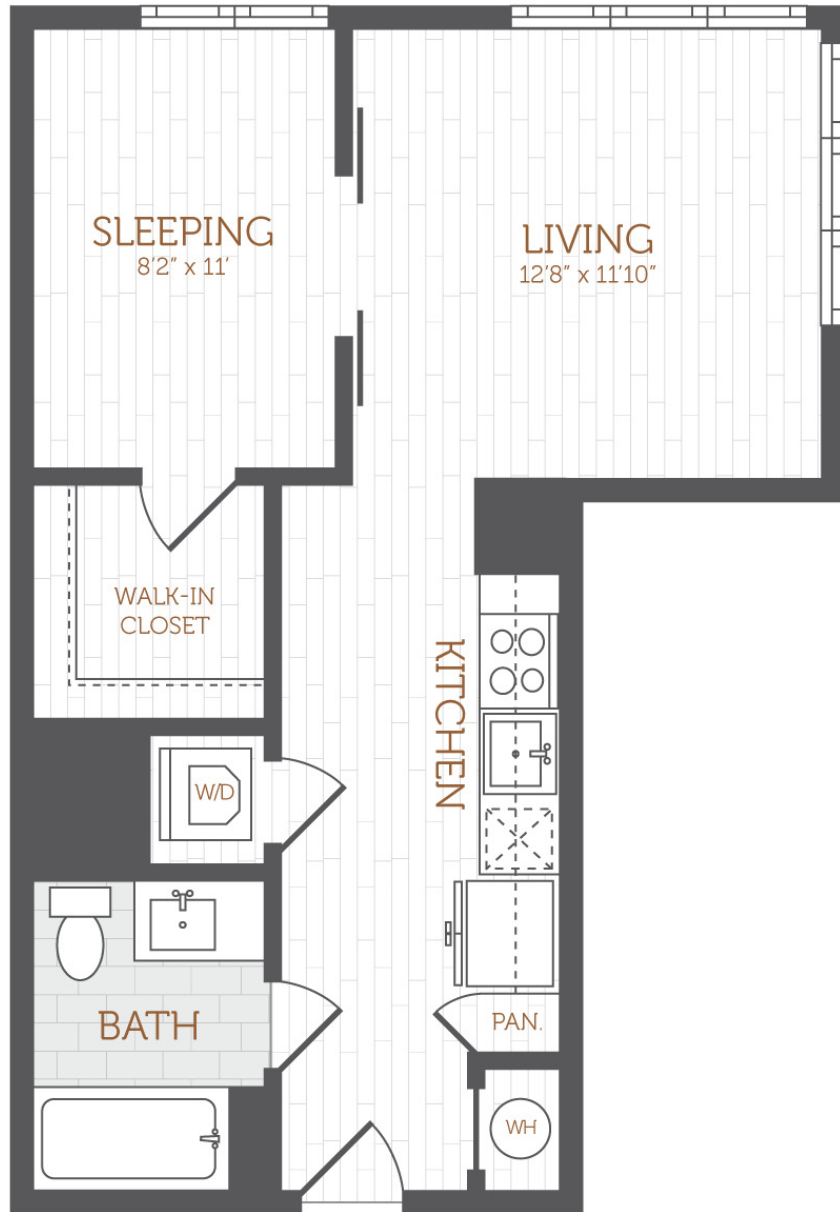 SLEEPING
8'2" x 11'
LIVING
12'8" x 11'10"
WALK-IN
CLOSET
KITCHEN
W/D
BATH
PAN.
WH